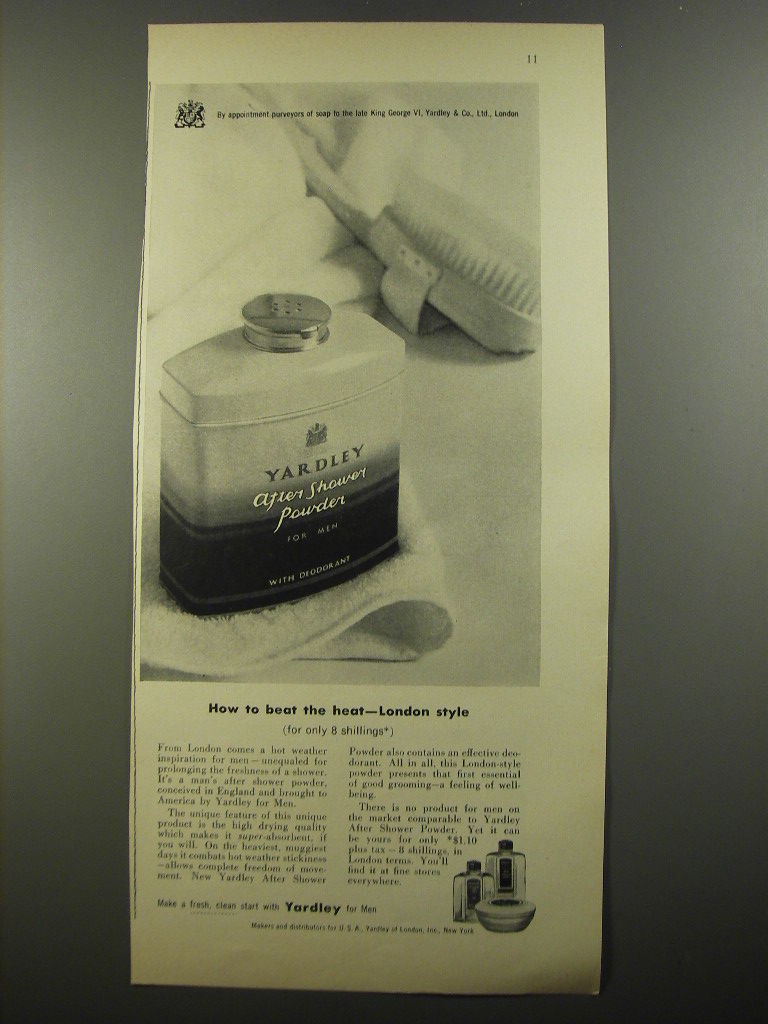 11
By appointment purveyors of soap to the late King George VI, Yardley & Co., Ltd., London
YARDLEY
After Shower
Powder
FOR MEN
WITH DEODORANT
How to beat the heat—London style
(for only 8 shillings*)
From London comes a hot weather
inspiration for men—unequaled for
prolonging the freshness of a shower.
It's a man's after shower powder,
conceived in England and brought to
America by Yardley for Men.
The unique feature of this unique
product is the high drying quality
which makes it super-absorbent, if
you will. On the heaviest, muggiest
days it combats hot weather stickiness
—allows complete freedom of move-
ment. New Yardley After Shower
Powder also contains an effective deo-
dorant. All in all, this London-style
powder presents that first essential
of good grooming—a feeling of well-
being.
There is no product for men on
the market comparable to Yardley
After Shower Powder. Yet it can
be yours for only *$1.10
plus tax—8 shillings, in
London terms. You'll
find it at fine stores
everywhere.
Make a fresh, clean start with Yardley for Men
Makers and distributors for U.S.A., Yardley of London, Inc., New York